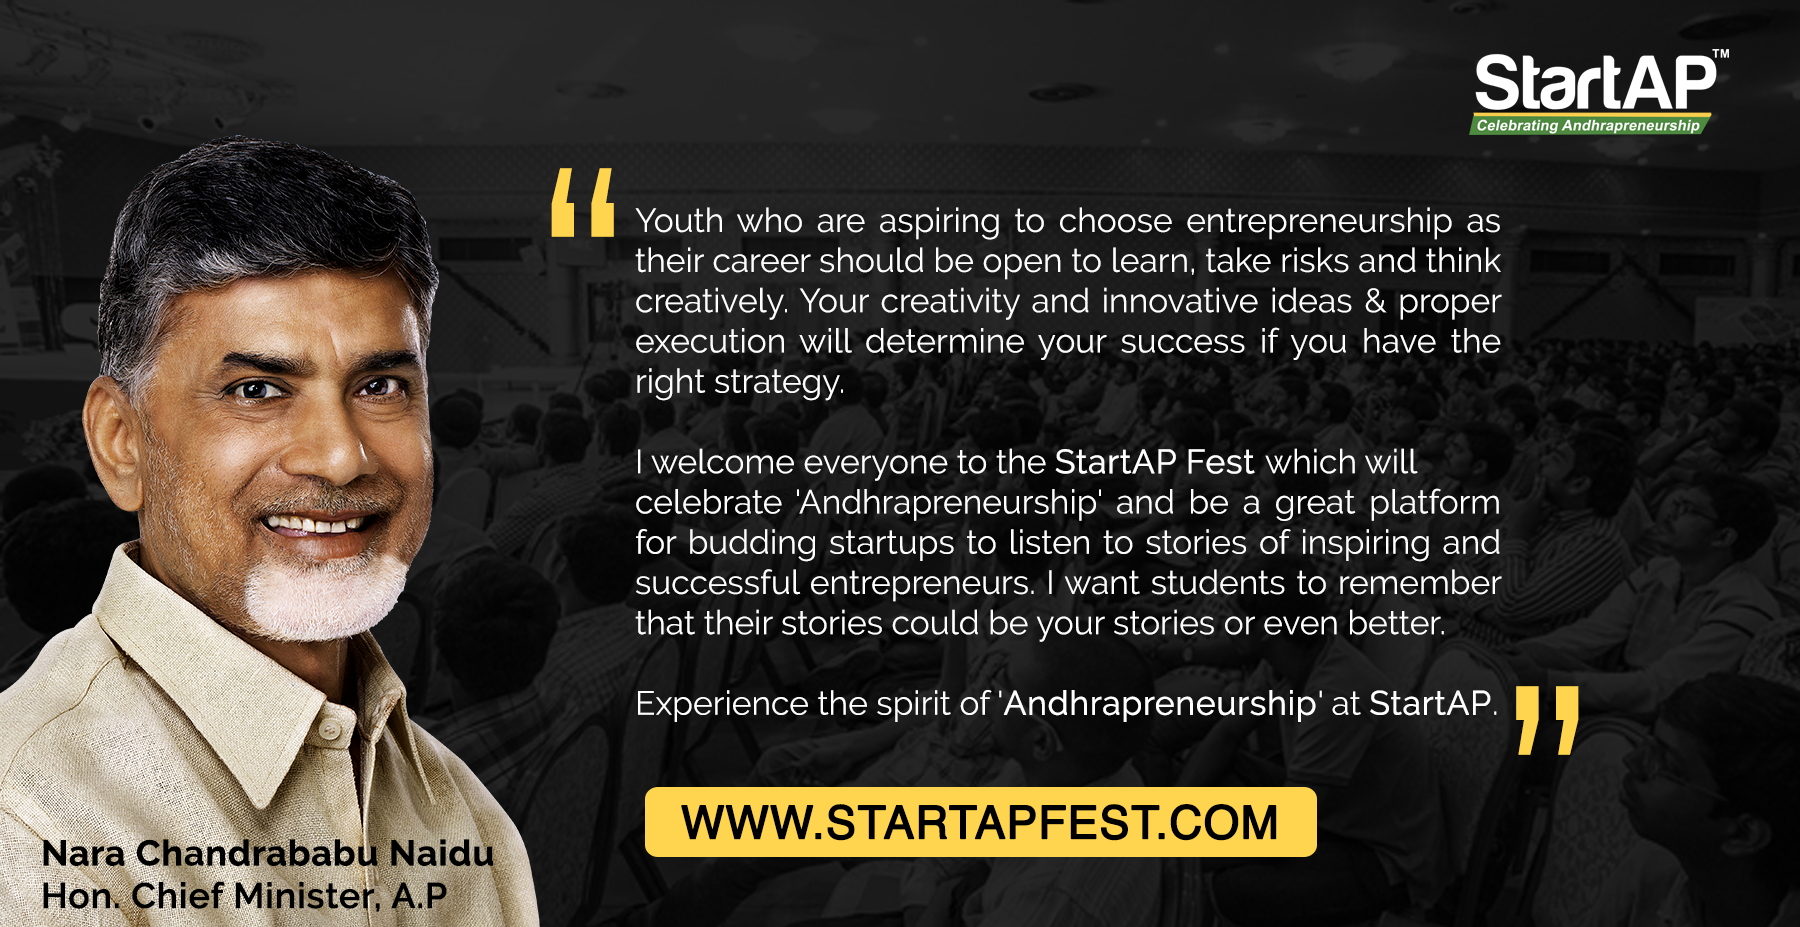 StartAP™
Celebrating Andhrapreneurship
Youth who are aspiring to choose entrepreneurship as
their career should be open to learn, take risks and think
creatively. Your creativity and innovative ideas & proper
execution will determine your success if you have the
right strategy.
I welcome everyone to the StartAP Fest which will
celebrate 'Andhrapreneurship' and be a great platform
for budding startups to listen to stories of inspiring and
successful entrepreneurs. I want students to remember
that their stories could be your stories or even better.
Experience the spirit of 'Andhrapreneurship' at StartAP.
WWW.STARTAPFEST.COM
Nara Chandrababu Naidu
Hon. Chief Minister, A.P